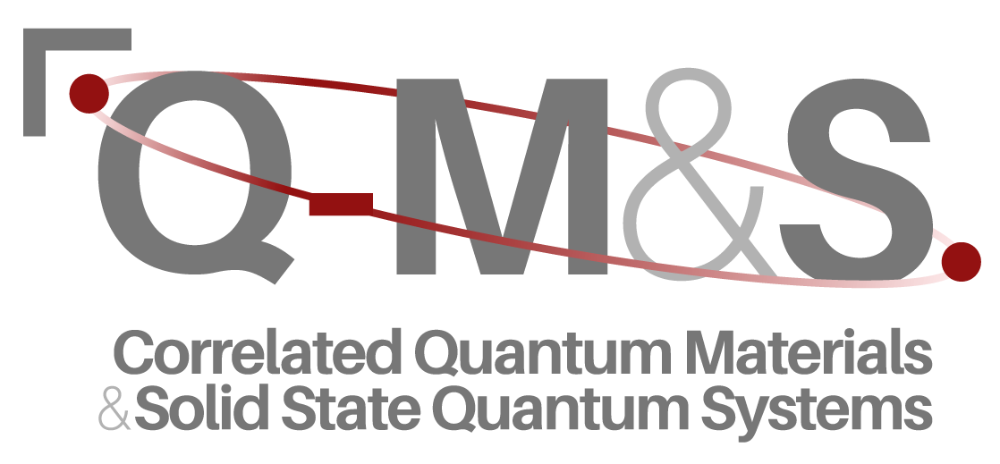 Q-M&S
Correlated Quantum Materials
&Solid State Quantum Systems